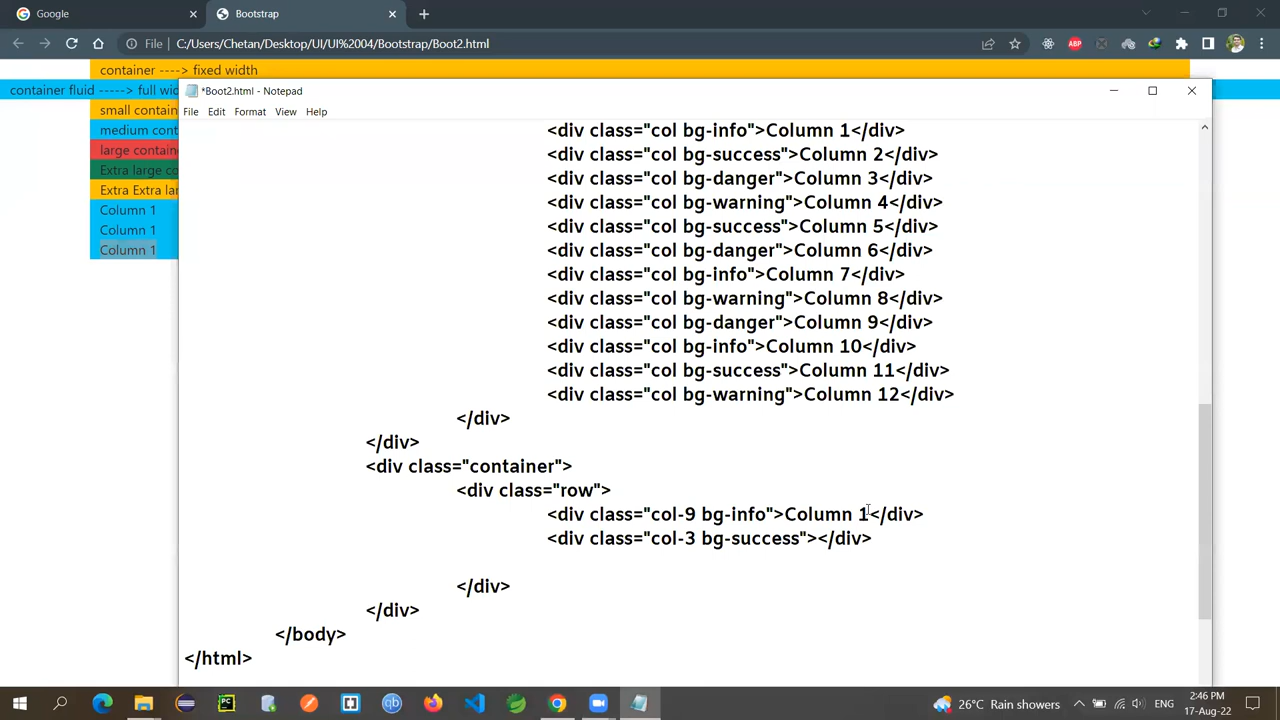 Google
Bootstrap
File
C:/Users/Chetan/Desktop/UI/UI%2004/Bootstrap/Boot2.html
ABP
container ----> fixed width
container fluid -----> full wid
small contain
medium cont
large contain
Extra large co
Extra Extra lar
Column 1
Column 1
Column 1
*Boot2.html - Notepad
File Edit Format View Help
<div class="col bg-info">Column 1</div>
<div class="col bg-success">Column 2</div>
<div class="col bg-danger">Column 3</div>
<div class="col bg-warning">Column 4</div>
<div class="col bg-success">Column 5</div>
<div class="col bg-danger">Column 6</div>
<div class="col bg-info">Column 7</div>
<div class="col bg-warning">Column 8</div>
<div class="col bg-danger">Column 9</div>
<div class="col bg-info">Column 10</div>
<div class="col bg-success">Column 11</div>
<div class="col bg-warning">Column 12</div>
</div>
</div>
<div class="container">
<div class="row">
<div class="col-9 bg-info">Column 1</div>
<div class="col-3 bg-success"></div>
</div>
</div>
</body>
</html>
PC
qb
26°C Rain showers
ENG
2:46 PM
17-Aug-22